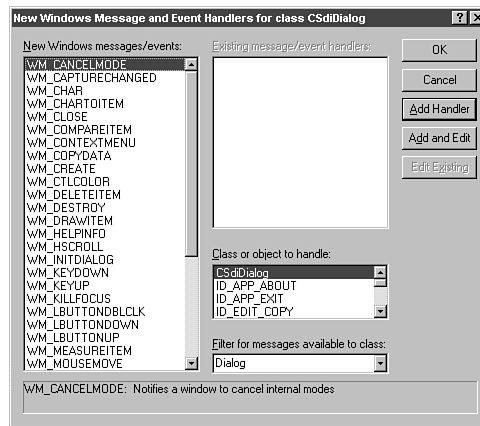 New Windows Message and Event Handlers for class CSdiDialog
New Windows messages/events:
WM_CANCELMODE
WM_CAPTURECHANGED
WM_CHAR
WM_CHARTOITEM
WM_CLOSE
WM_COMPAREITEM
WM_CONTEXTMENU
WM_COPYDATA
WM_CREATE
WM_CTLCOLOR
WM_DELETEITEM
WM_DESTROY
WM_DRAWITEM
WM_HELPINFO
WM_HSCROLL
WM_INITDIALOG
WM_KEYDOWN
WM_KEYUP
WM_KILLFOCUS
WM_LBUTTONDBLCLK
WM_LBUTTONDOWN
WM_LBUTTONUP
WM_MEASUREITEM
WM_MOUSEMOVE
Existing message/event handlers:
Class or object to handle:
CSdiDialog
ID_APP_ABOUT
ID_APP_EXIT
ID_EDIT_COPY
Filter for messages available to class:
Dialog
OK
Cancel
Add Handler
Add and Edit
Edit Existing
WM_CANCELMODE: Notifies a window to cancel internal modes